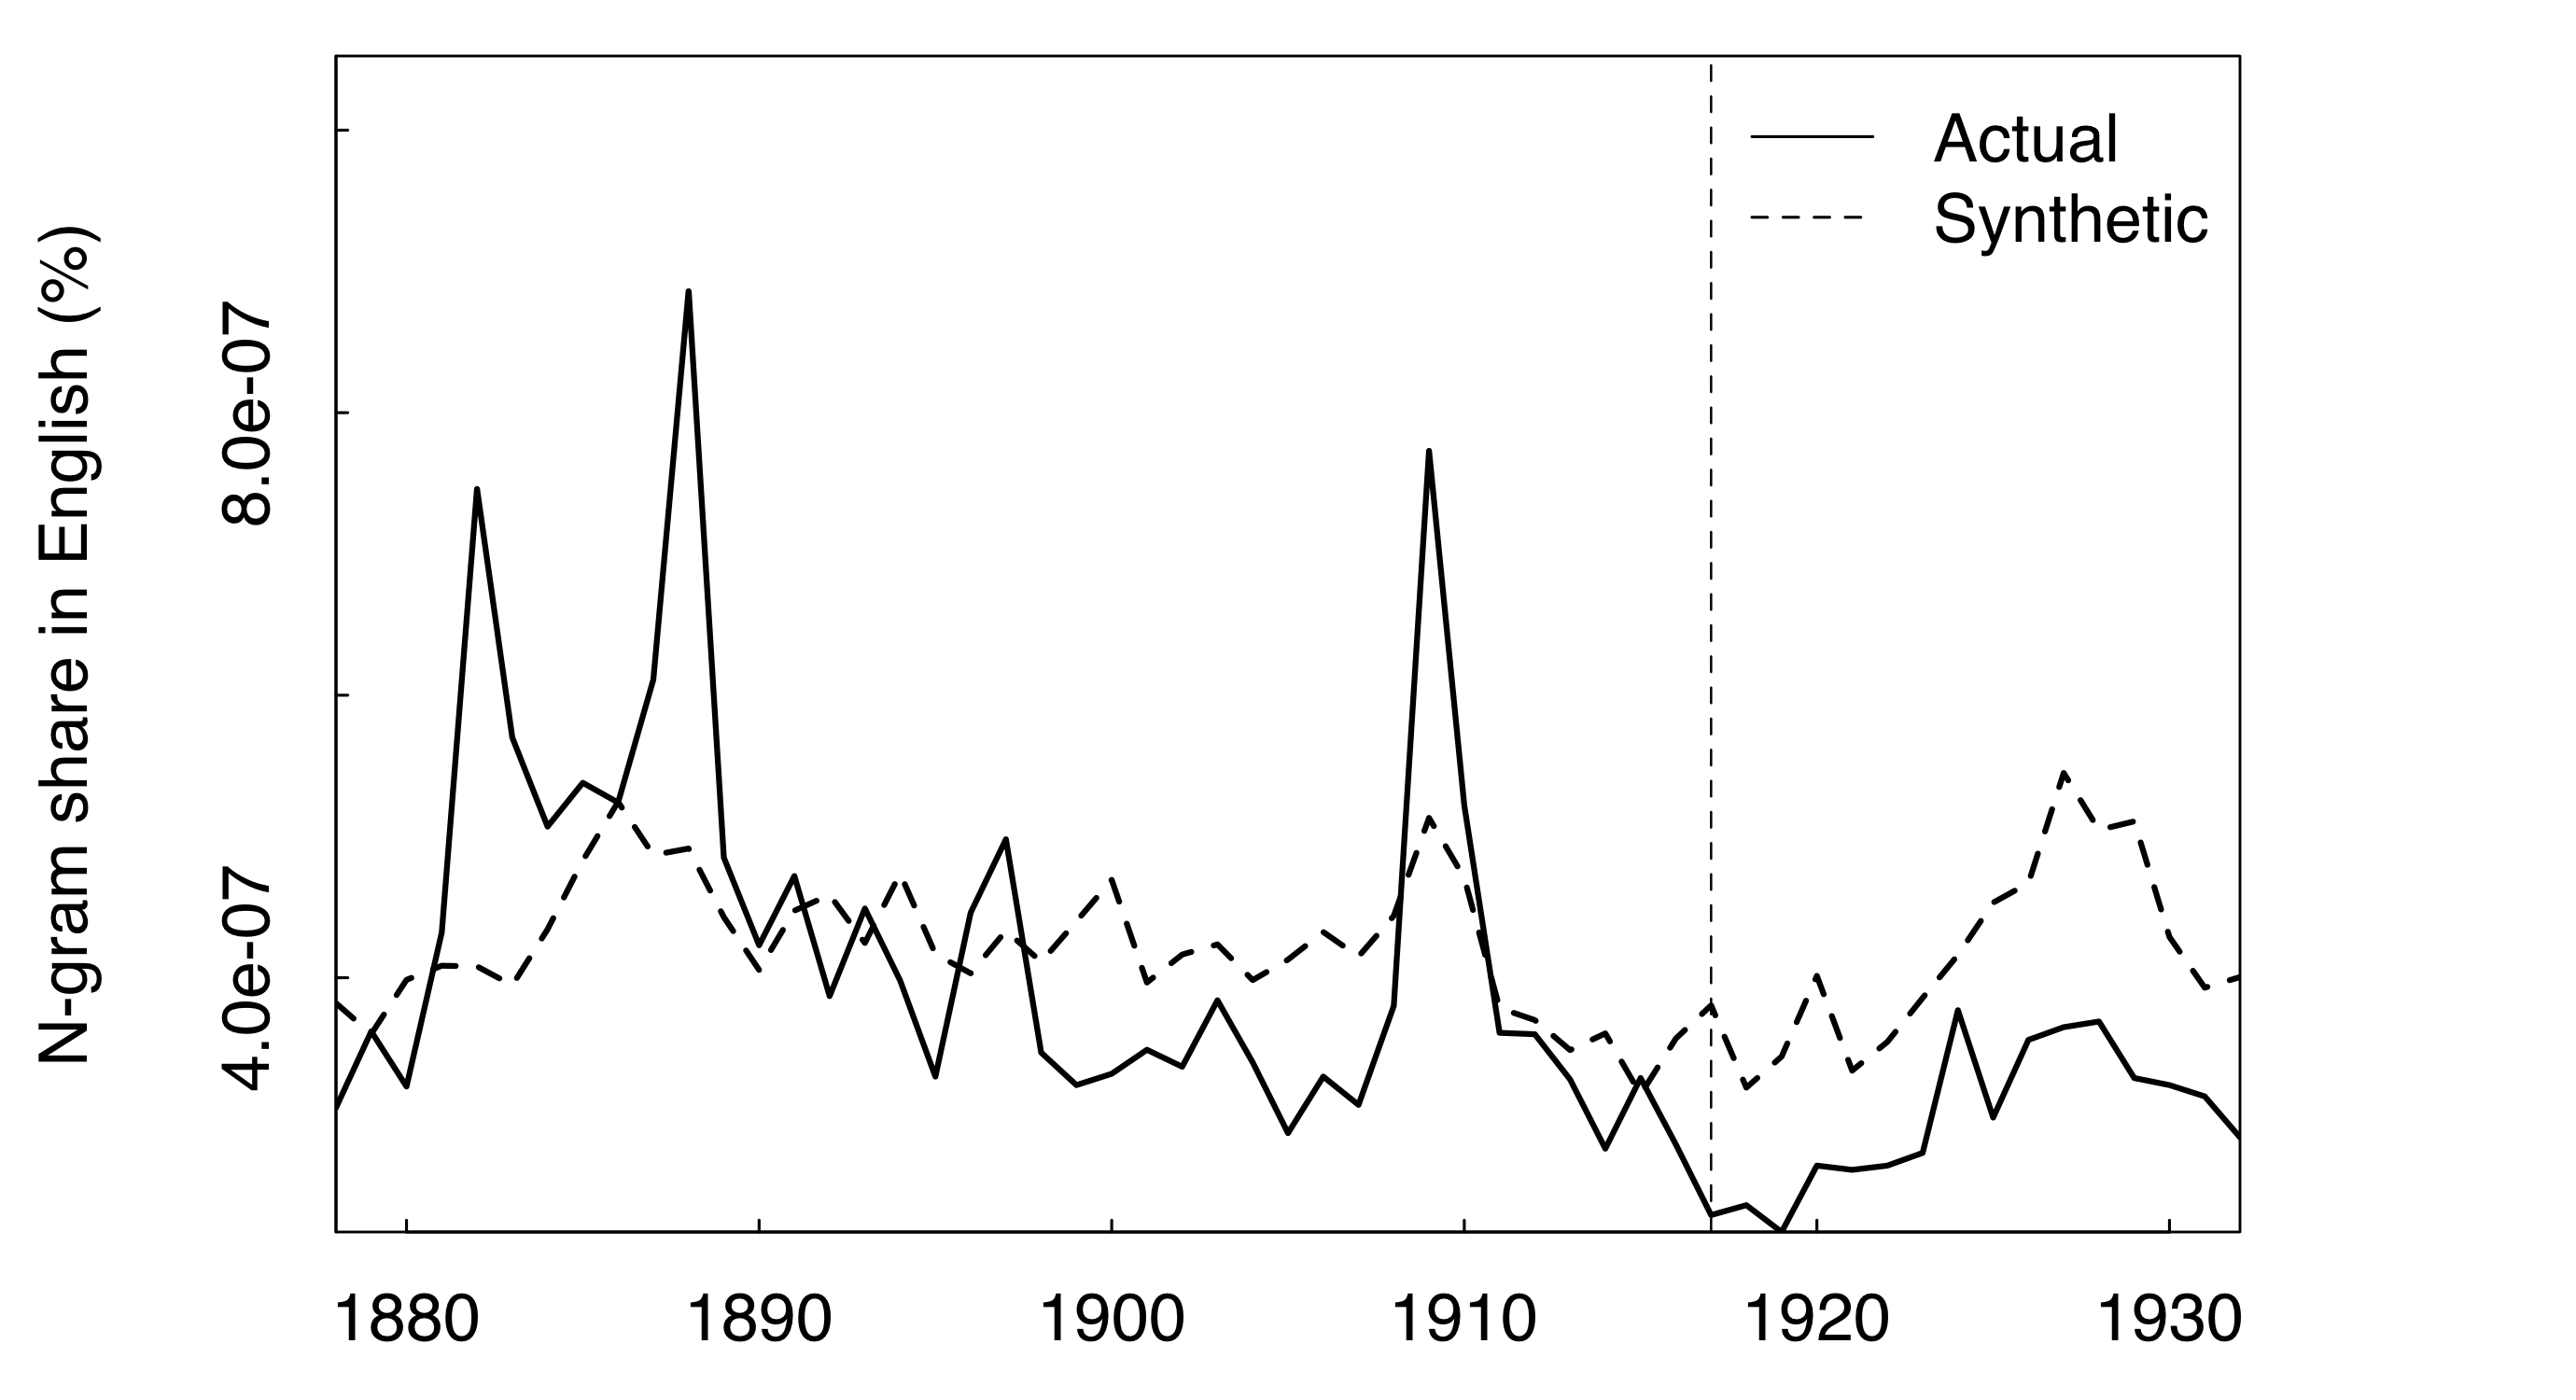 N-gram share in English (%)
8.0e-07
4.0e-07
Actual
Synthetic
1880 1890 1900 1910 1920 1930